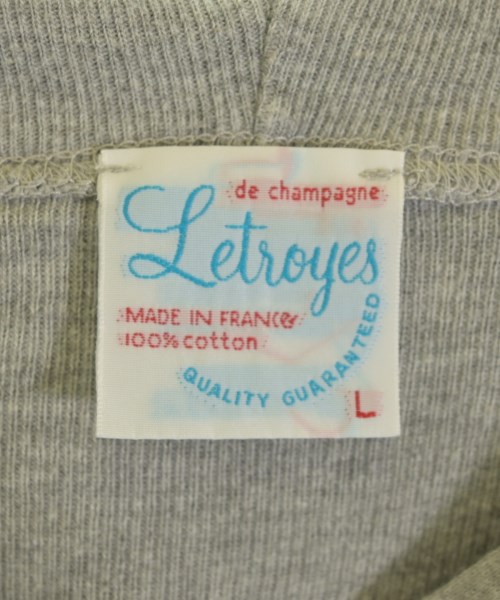 de champagne
Letroyes
MADE IN FRANCE
100% cotton
QUALITY GUARANTEED
L